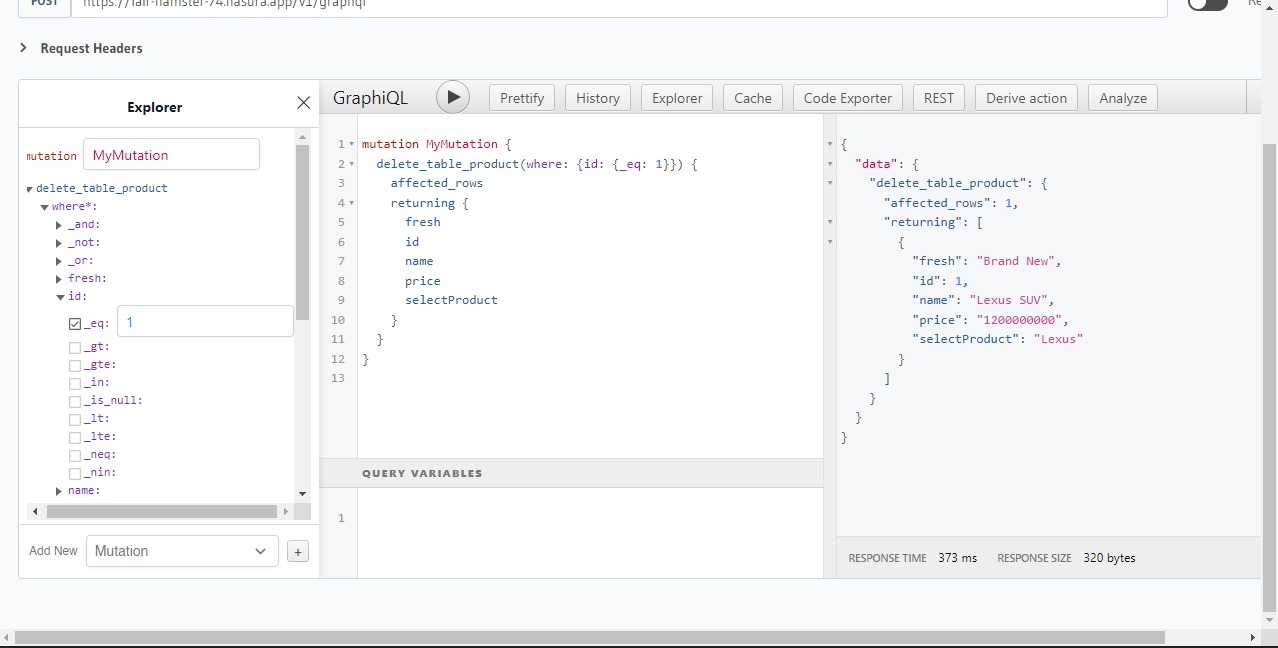 POST https://fair-hamster-74.hasura.app/v1/graphql
Request Headers
Explorer
GraphiQL Prettify History Explorer Cache Code Exporter REST Derive action Analyze
mutation MyMutation
delete_table_product
where*:
_and:
_not:
_or:
fresh:
id:
_eq: 1
_gt:
_gte:
_in:
_is_null:
_lt:
_lte:
_neq:
_nin:
name:
Add New Mutation +
1 mutation MyMutation {
2 delete_table_product(where: {id: {_eq: 1}}) {
3 affected_rows
4 returning {
5 fresh
6 id
7 name
8 price
9 selectProduct
10 }
11 }
12 }
13
QUERY VARIABLES
1
{
"data": {
"delete_table_product": {
"affected_rows": 1,
"returning": [
{
"fresh": "Brand New",
"id": 1,
"name": "Lexus SUV",
"price": "1200000000",
"selectProduct": "Lexus"
}
]
}
}
}
RESPONSE TIME 373 ms RESPONSE SIZE 320 bytes